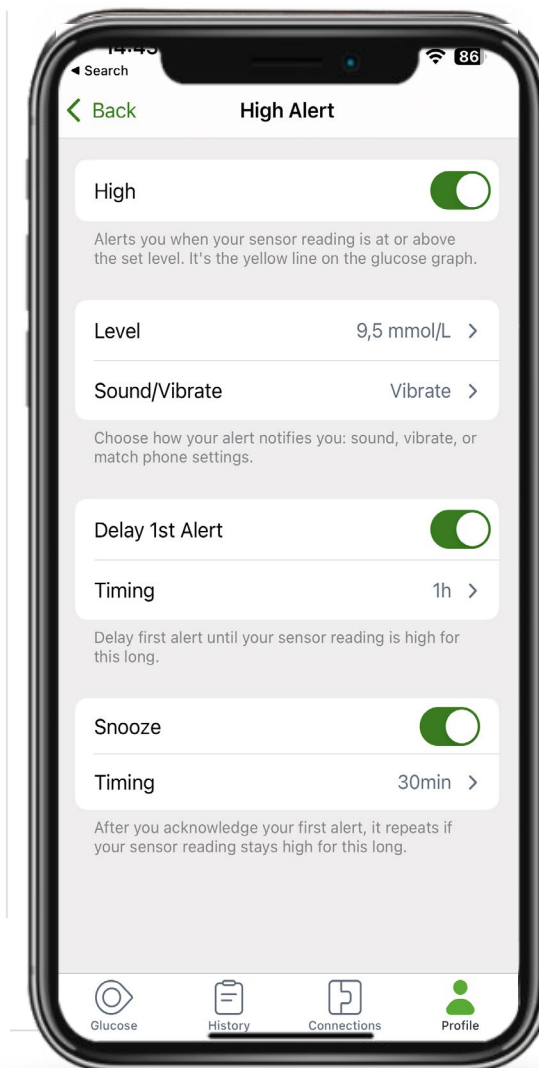 14:45
Search
86
Back
High Alert
High
Alerts you when your sensor reading is at or above
the set level. It's the yellow line on the glucose graph.
Level
9,5 mmol/L
Sound/Vibrate
Vibrate
Choose how your alert notifies you: sound, vibrate, or
match phone settings.
Delay 1st Alert
Timing
1h
Delay first alert until your sensor reading is high for
this long.
Snooze
Timing
30min
After you acknowledge your first alert, it repeats if
your sensor reading stays high for this long.
Glucose
History
Connections
Profile